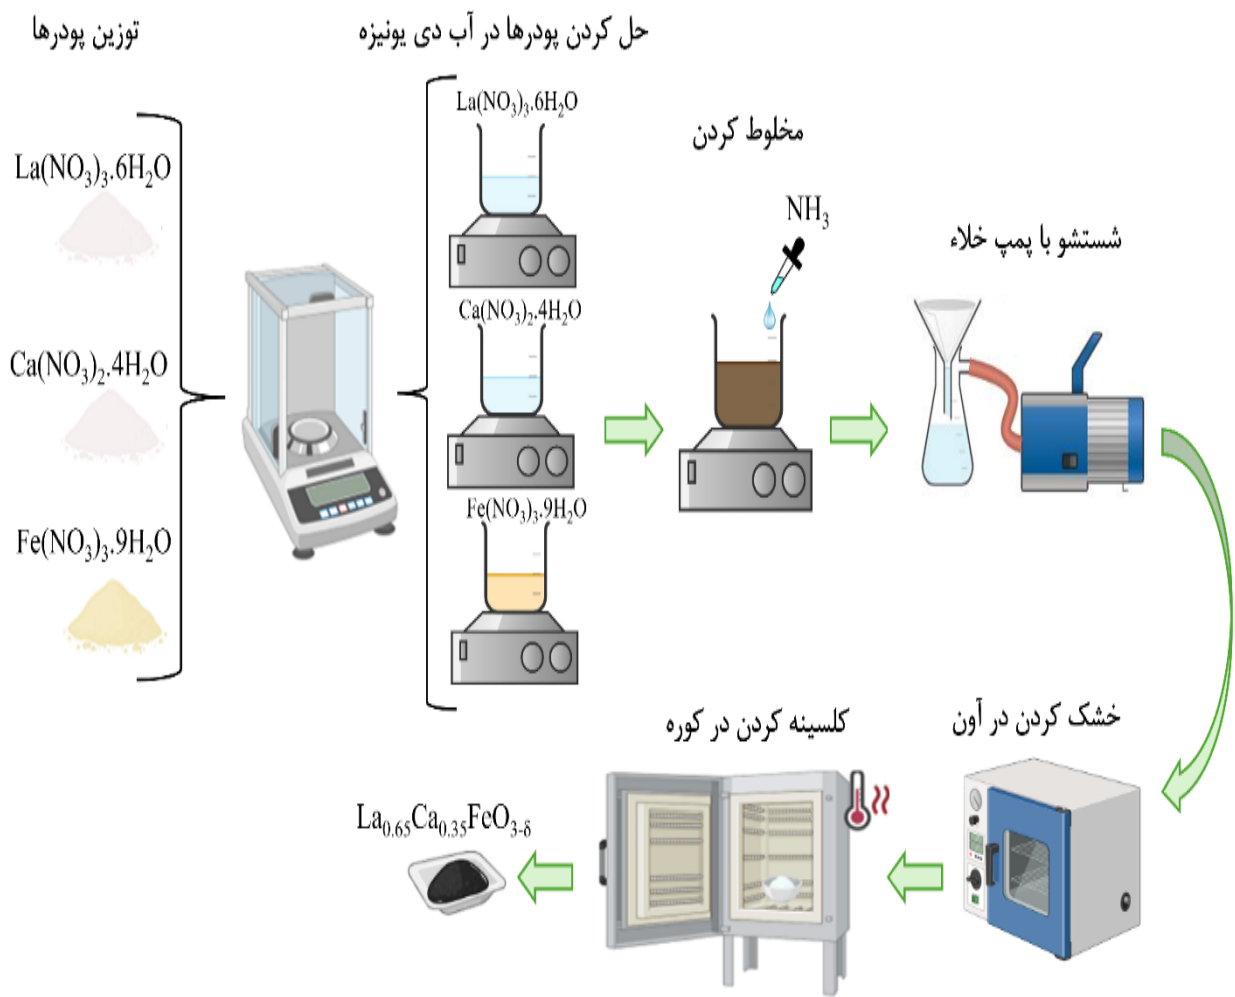 توزین پودرها
La(NO₃)₃.6H₂O
Ca(NO₃)₂.4H₂O
Fe(NO₃)₃.9H₂O
حل کردن پودرها در آب دی یونیزه
La(NO₃)₃.6H₂O
Ca(NO₃)₂.4H₂O
Fe(NO₃)₃.9H₂O
مخلوط کردن
NH₃
شستشو با پمپ خلاء
خشک کردن در آون
کلسینه کردن در کوره
La₀.₆₅Ca₀.₃₅FeO₃₋δ